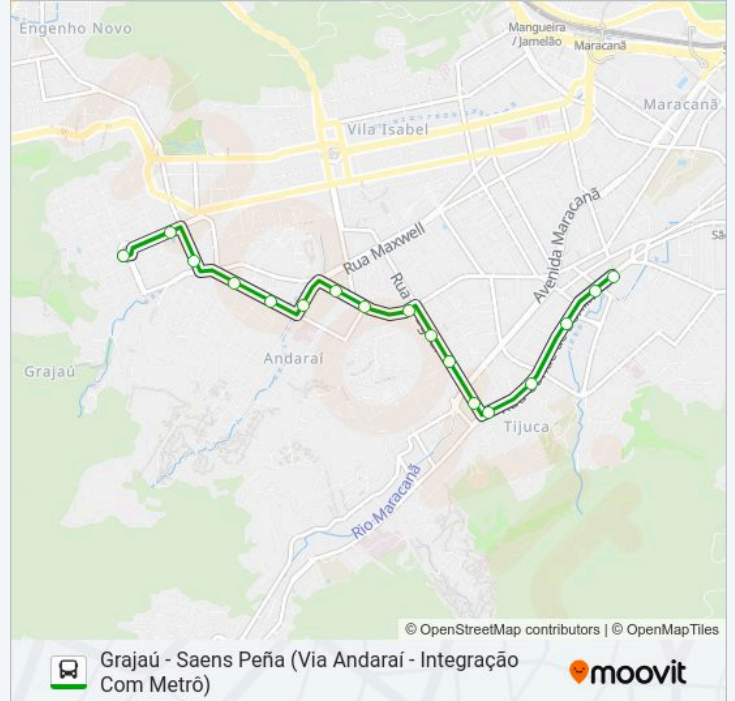 Engenho Novo
Mangueira
/ Jamelão
Maracanã
Maracanã
Vila Isabel
Avenida Maracanã
Rua Maxwell
Rua
Andaraí
Grajaú
Tijuca
Rio Maracanã
© OpenStreetMap contributors | © OpenMapTiles
Grajaú - Saens Peña (Via Andaraí - Integração
Com Metrô)
moovit